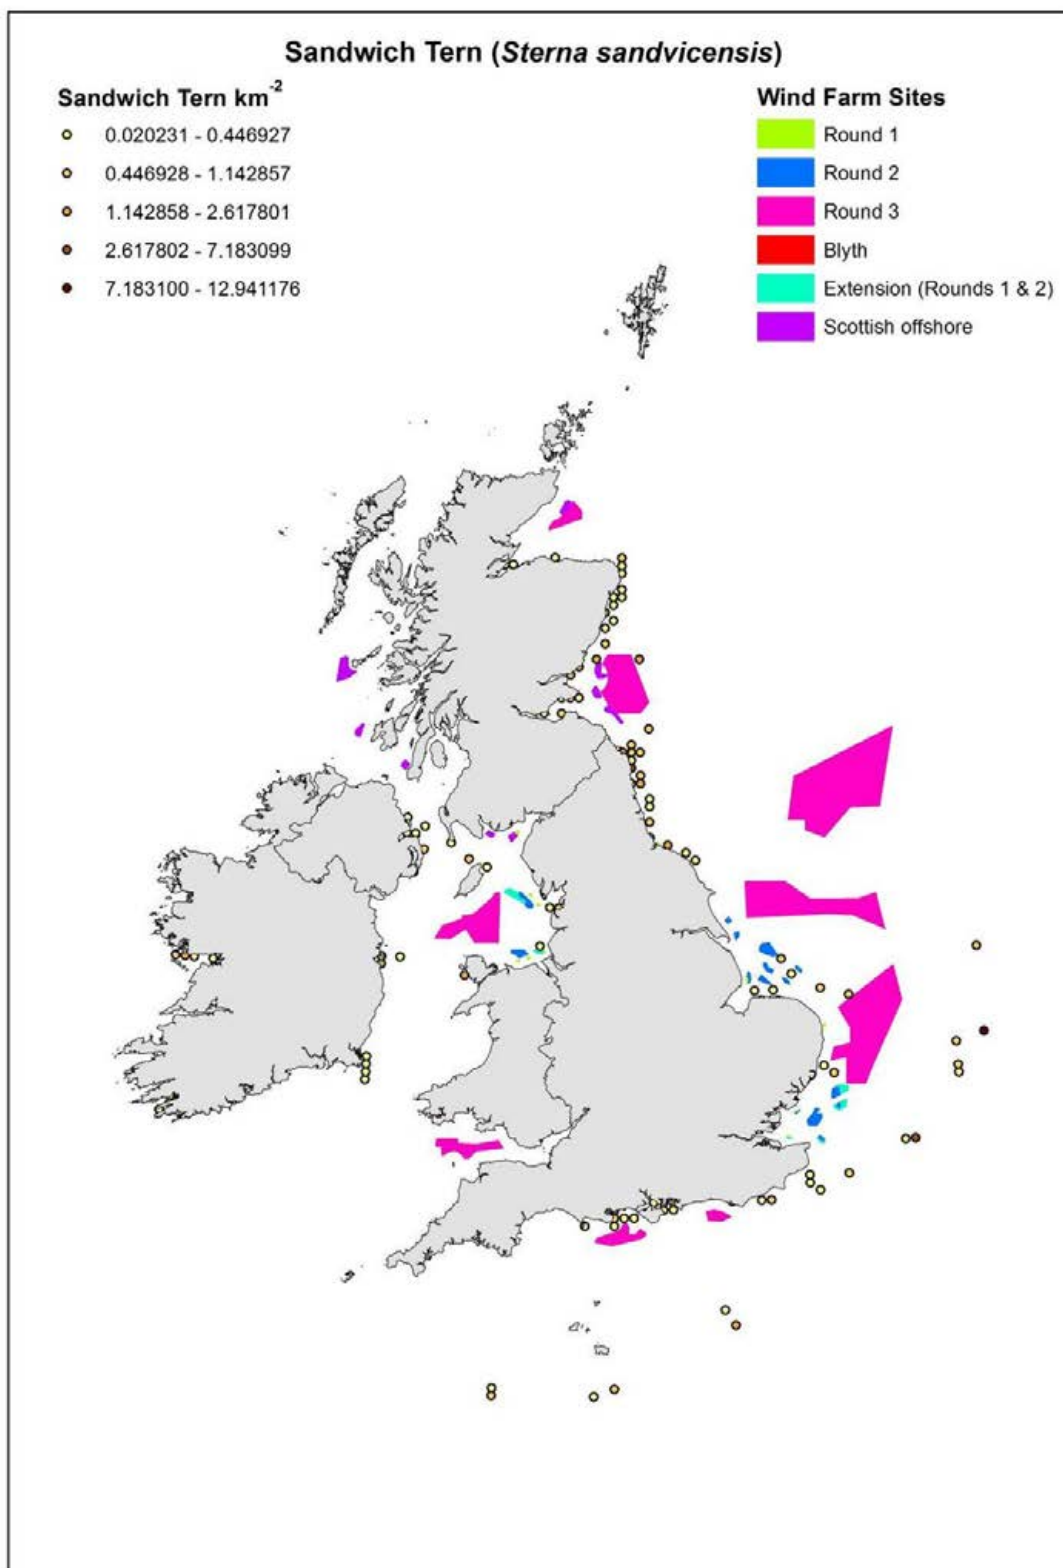 Sandwich Tern (Sterna sandvicensis)
Sandwich Tern km-2
0.020231 - 0.446927
0.446928 - 1.142857
1.142858 - 2.617801
2.617802 - 7.183099
7.183100 - 12.941176
Wind Farm Sites
Round 1
Round 2
Round 3
Blyth
Extension (Rounds 1 & 2)
Scottish offshore